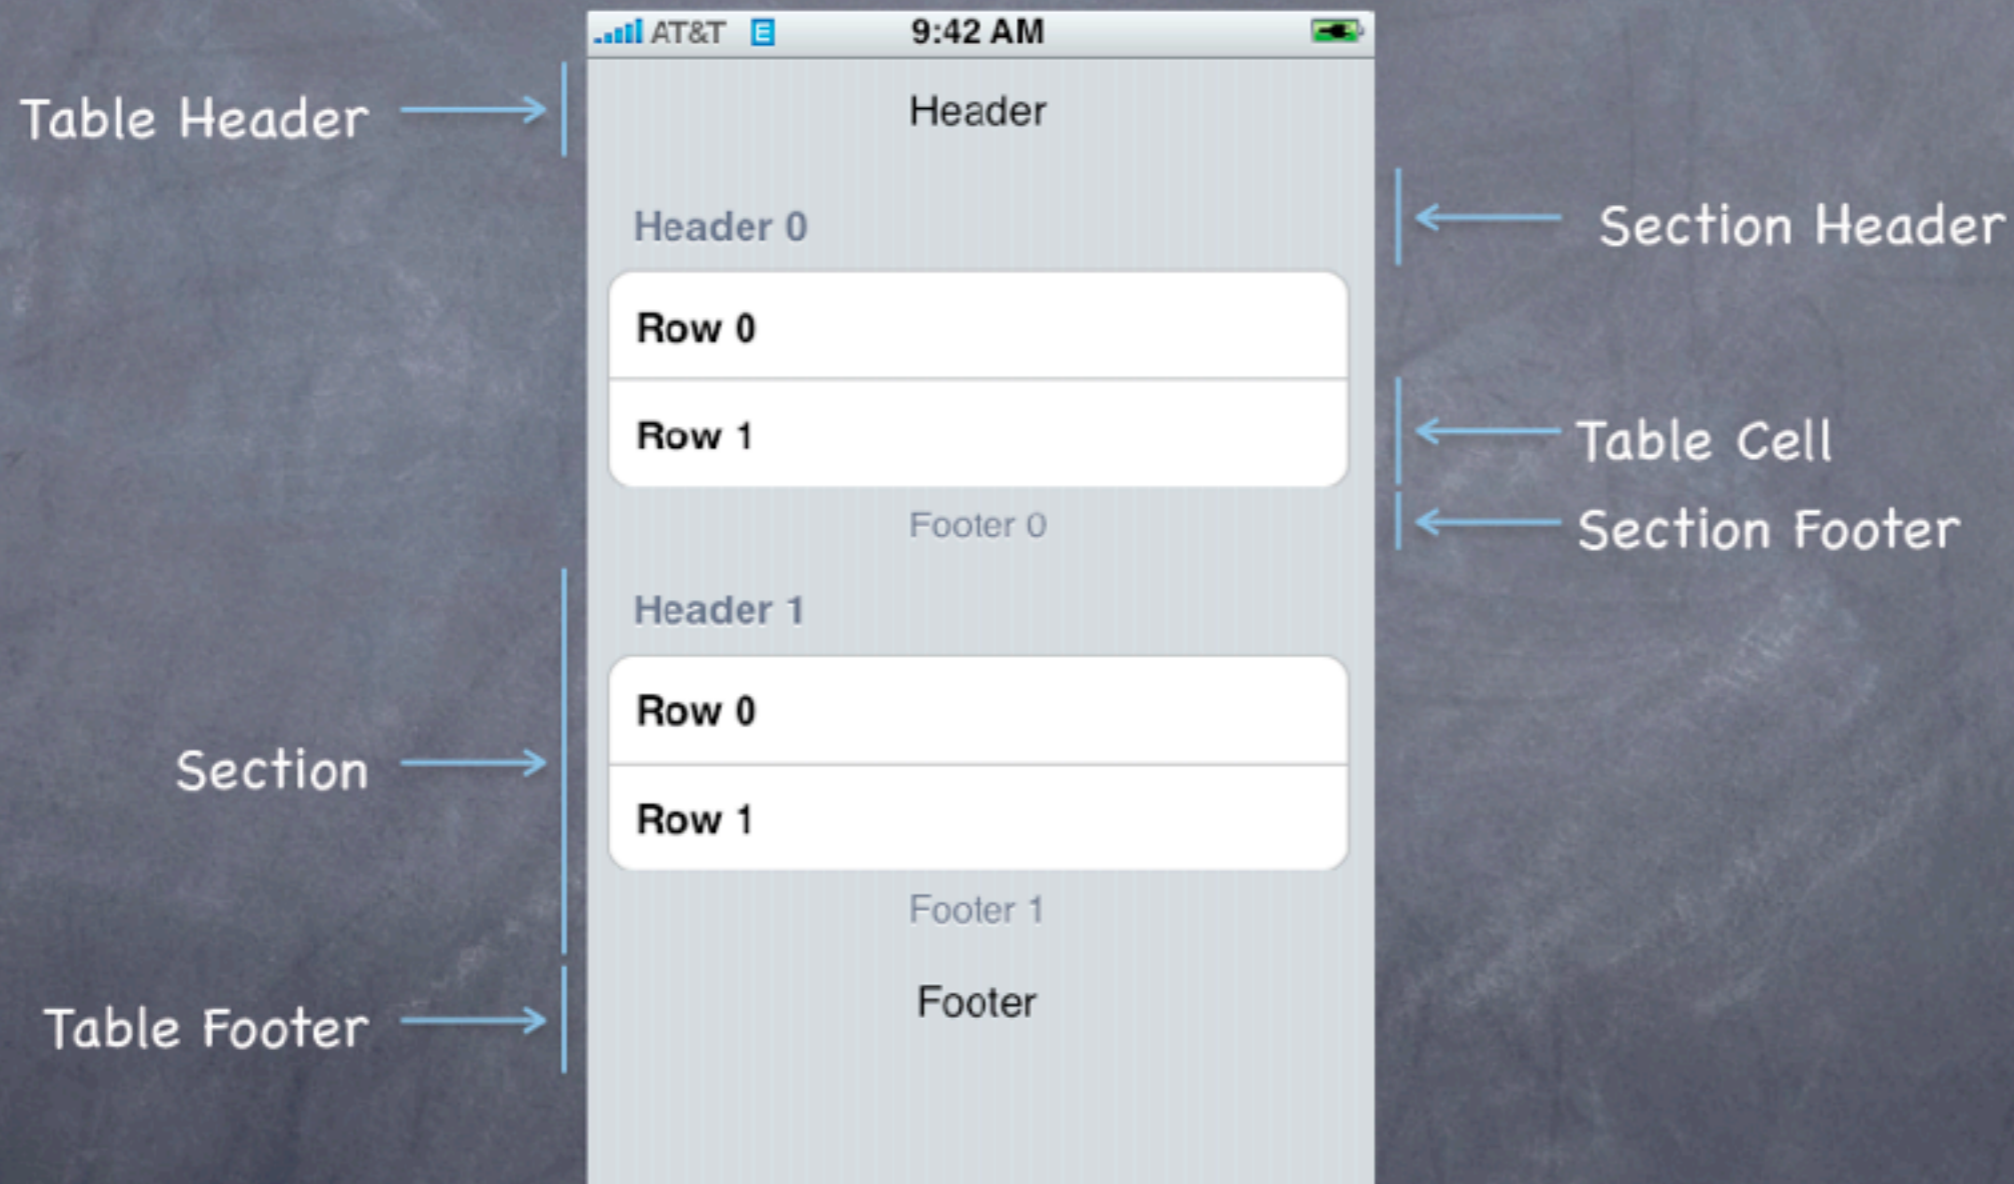 AT&T E 9:42 AM
Table Header
Header
Header 0
Section Header
Row 0
Row 1
Table Cell
Footer 0
Section Footer
Header 1
Row 0
Section
Row 1
Footer 1
Footer
Table Footer